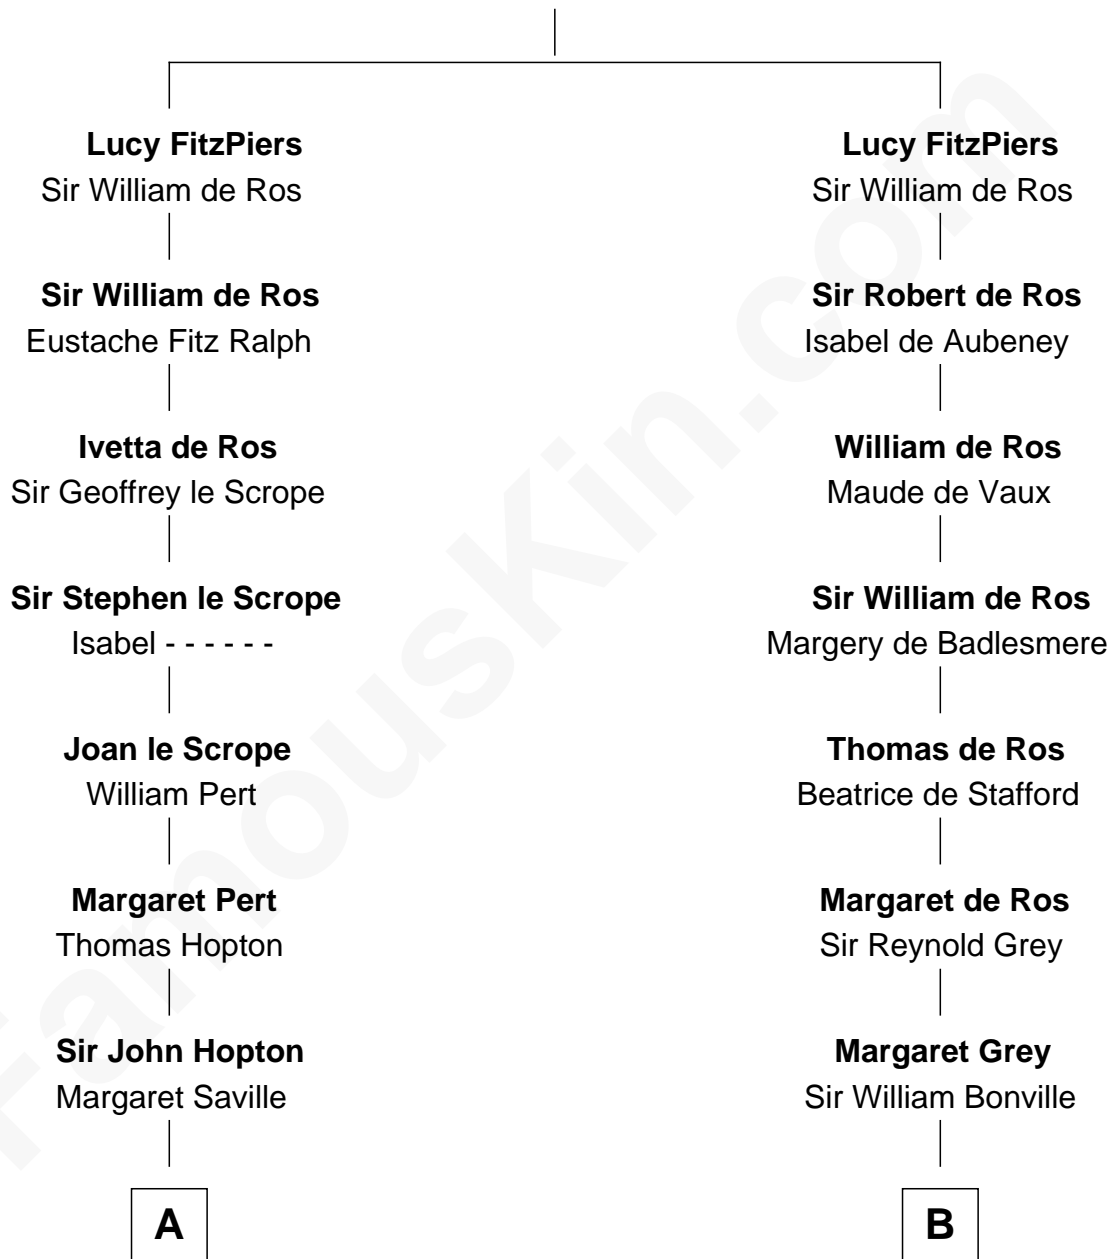 Lucy FitzPiers
Sir William de Ros
Sir William de Ros
Eustache Fitz Ralph
Ivetta de Ros
Sir Geoffrey le Scrope
Sir Stephen le Scrope
Isabel - - - - - -
Joan le Scrope
William Pert
Margaret Pert
Thomas Hopton
Sir John Hopton
Margaret Saville
A
Lucy FitzPiers
Sir William de Ros
Sir Robert de Ros
Isabel de Aubeney
William de Ros
Maude de Vaux
Sir William de Ros
Margery de Badlesmere
Thomas de Ros
Beatrice de Stafford
Margaret de Ros
Sir Reynold Grey
Margaret Grey
Sir William Bonville
B
FamousKin.com